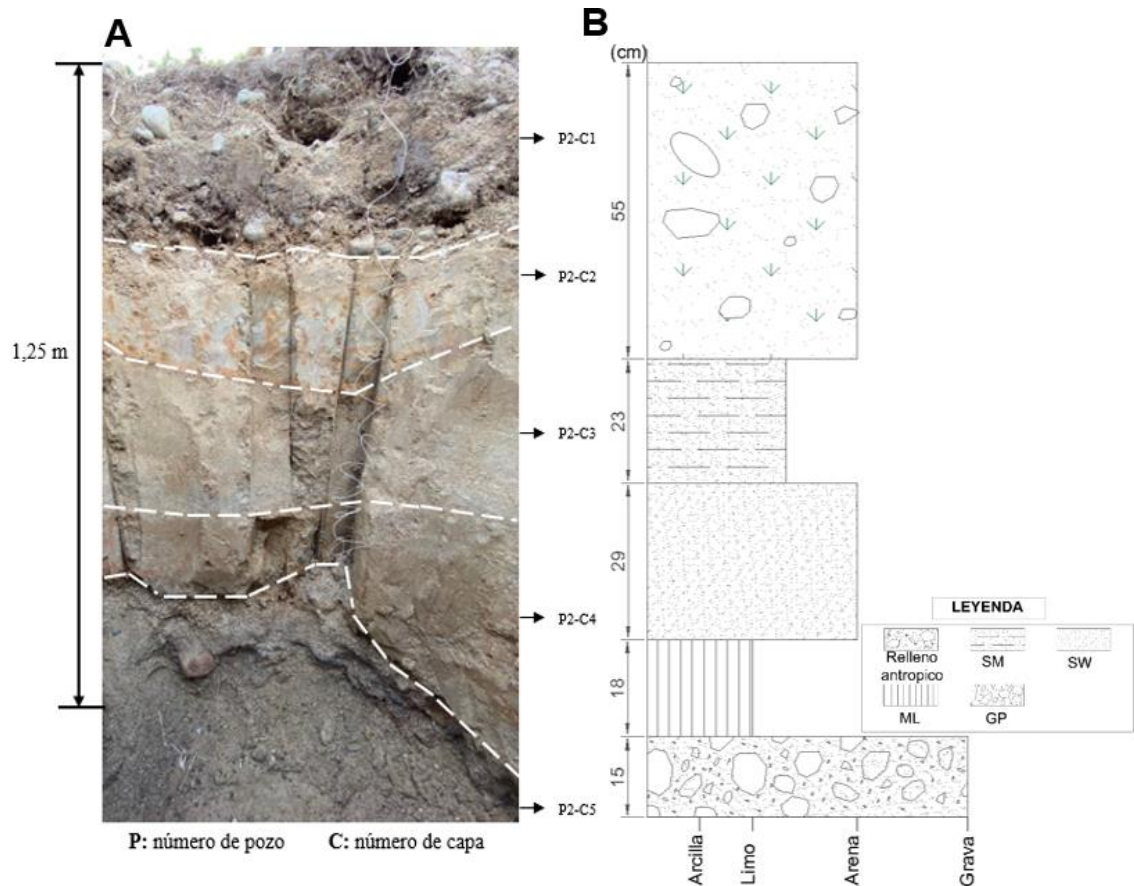 A
B
(cm)
1,25 m
P2-C1
P2-C2
P2-C3
P2-C4
P2-C5
P: número de pozo
C: número de capa
55
23
29
18
15
Arcilla
Limo
Arena
Grava
LEYENDA
Relleno
antropico
SM
SW
ML
GP